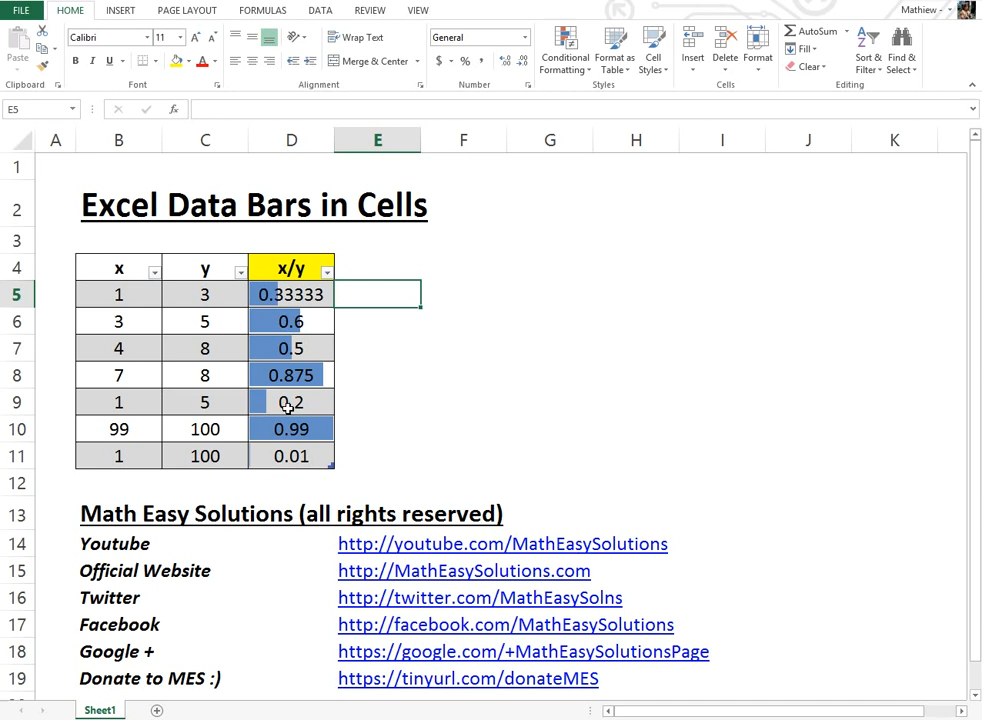 FILE HOME INSERT PAGE LAYOUT FORMULAS DATA REVIEW VIEW Mathiew -
Paste
Calibri 11 A A
B I U A
Wrap Text
Merge & Center
General
$ % ,
Conditional Formatting
Format as Table
Cell Styles
Insert Delete Format
AutoSum
Fill
Clear
Sort & Filter
Find & Select
Clipboard Font Alignment Number Styles Cells Editing
E5 fx
A B C D E F G H I J K
1
2 Excel Data Bars in Cells
3
4 x y x/y
5 1 3 0.33333
6 3 5 0.6
7 4 8 0.5
8 7 8 0.875
9 1 5 0.2
10 99 100 0.99
11 1 100 0.01
12
13 Math Easy Solutions (all rights reserved)
14 Youtube http://youtube.com/MathEasySolutions
15 Official Website http://MathEasySolutions.com
16 Twitter http://twitter.com/MathEasySolns
17 Facebook http://facebook.com/MathEasySolutions
18 Google + https://google.com/+MathEasySolutionsPage
19 Donate to MES :) https://tinyurl.com/donateMES
Sheet1